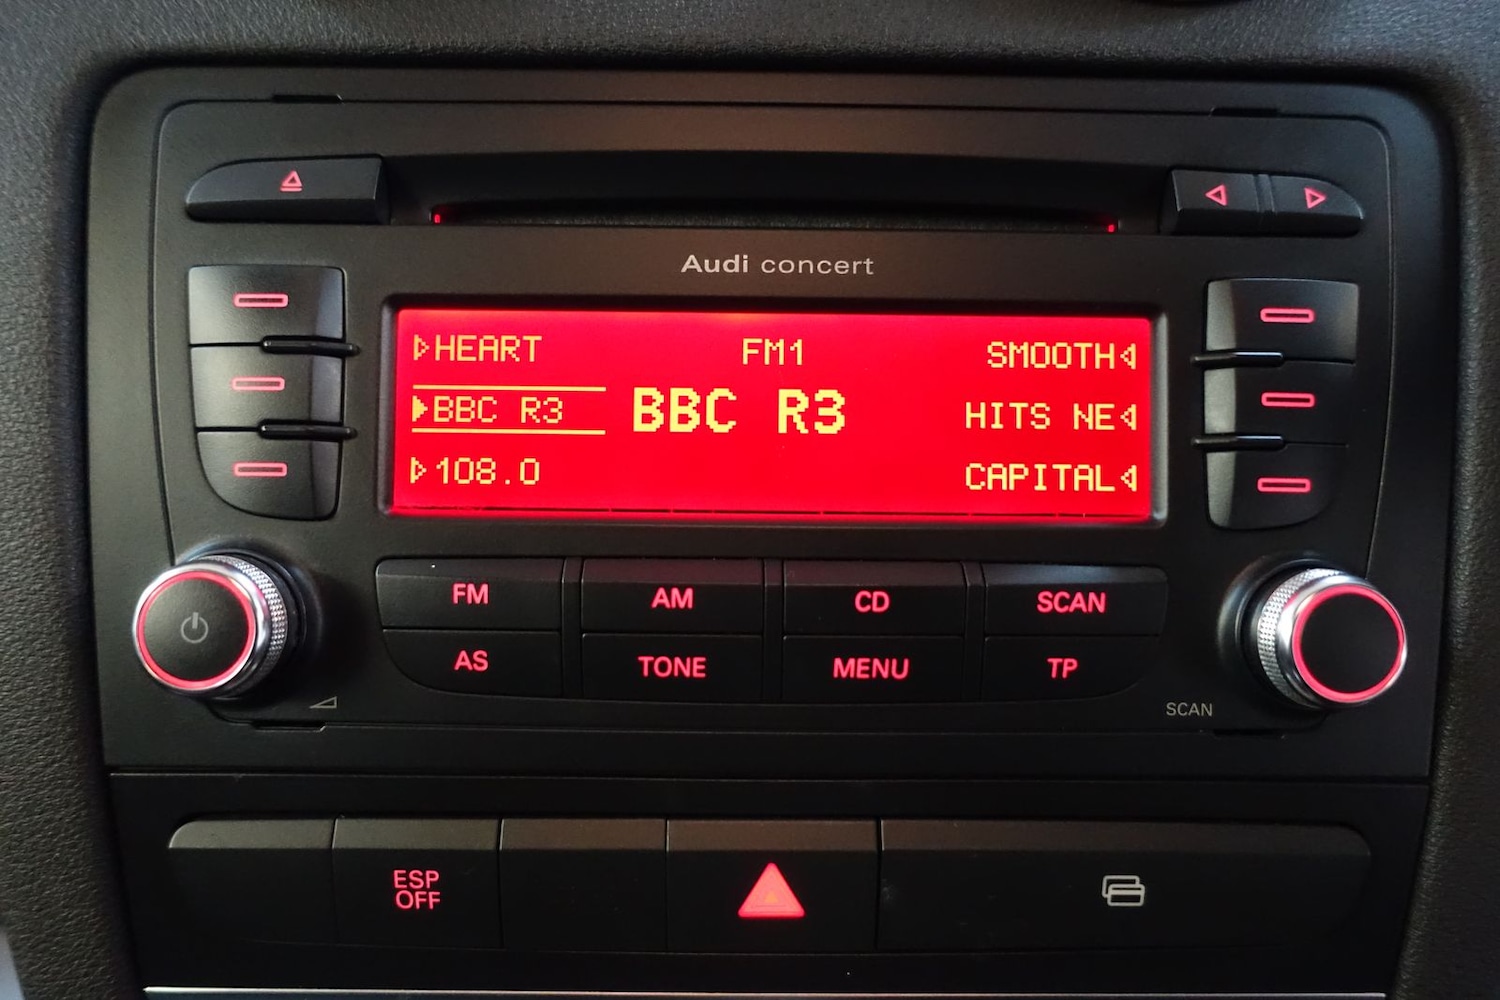 Audi concert
HEART
FM1
SMOOTH
BBC R3
BBC R3
HITS NE
108.0
CAPITAL
FM
AM
CD
SCAN
AS
TONE
MENU
TP
SCAN
ESP
OFF